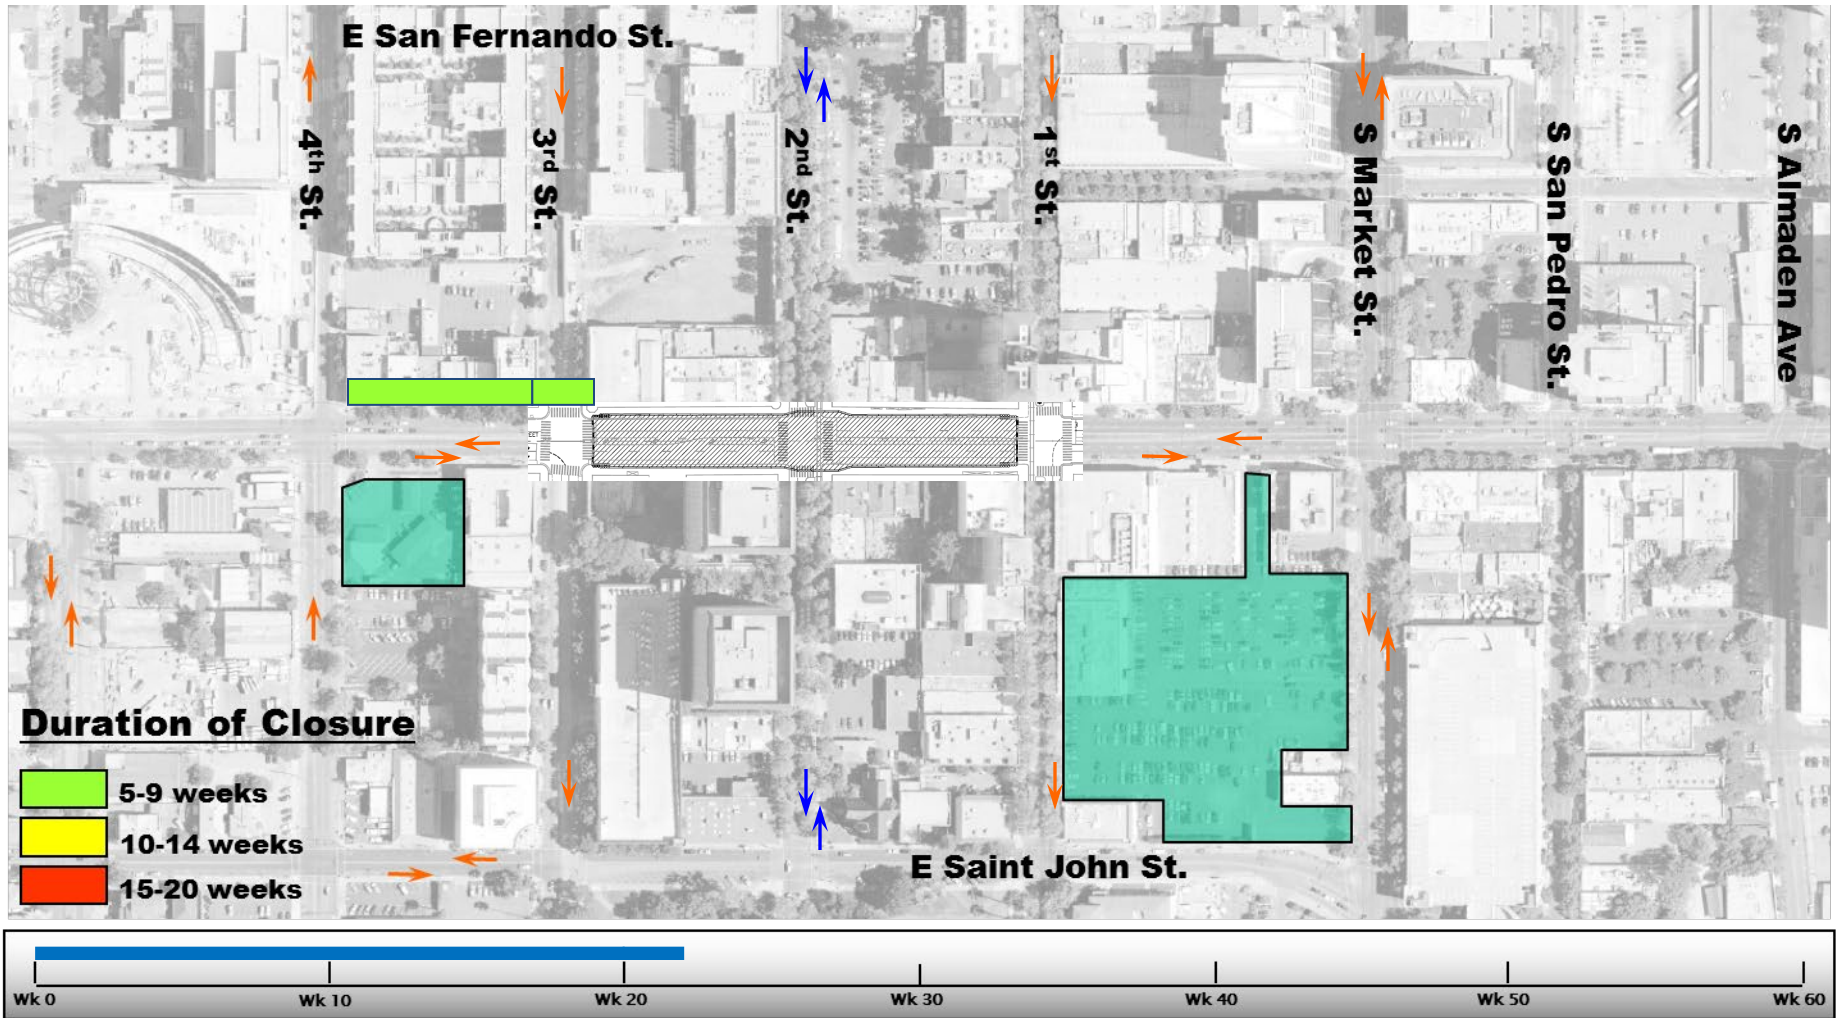 E San Fernando St.
4th St.
3rd St.
2nd St.
1st St.
S Market St.
S San Pedro St.
S Almaden Ave
Duration of Closure
5-9 weeks
10-14 weeks
15-20 weeks
E Saint John St.
Wk 0
Wk 10
Wk 20
Wk 30
Wk 40
Wk 50
Wk 60